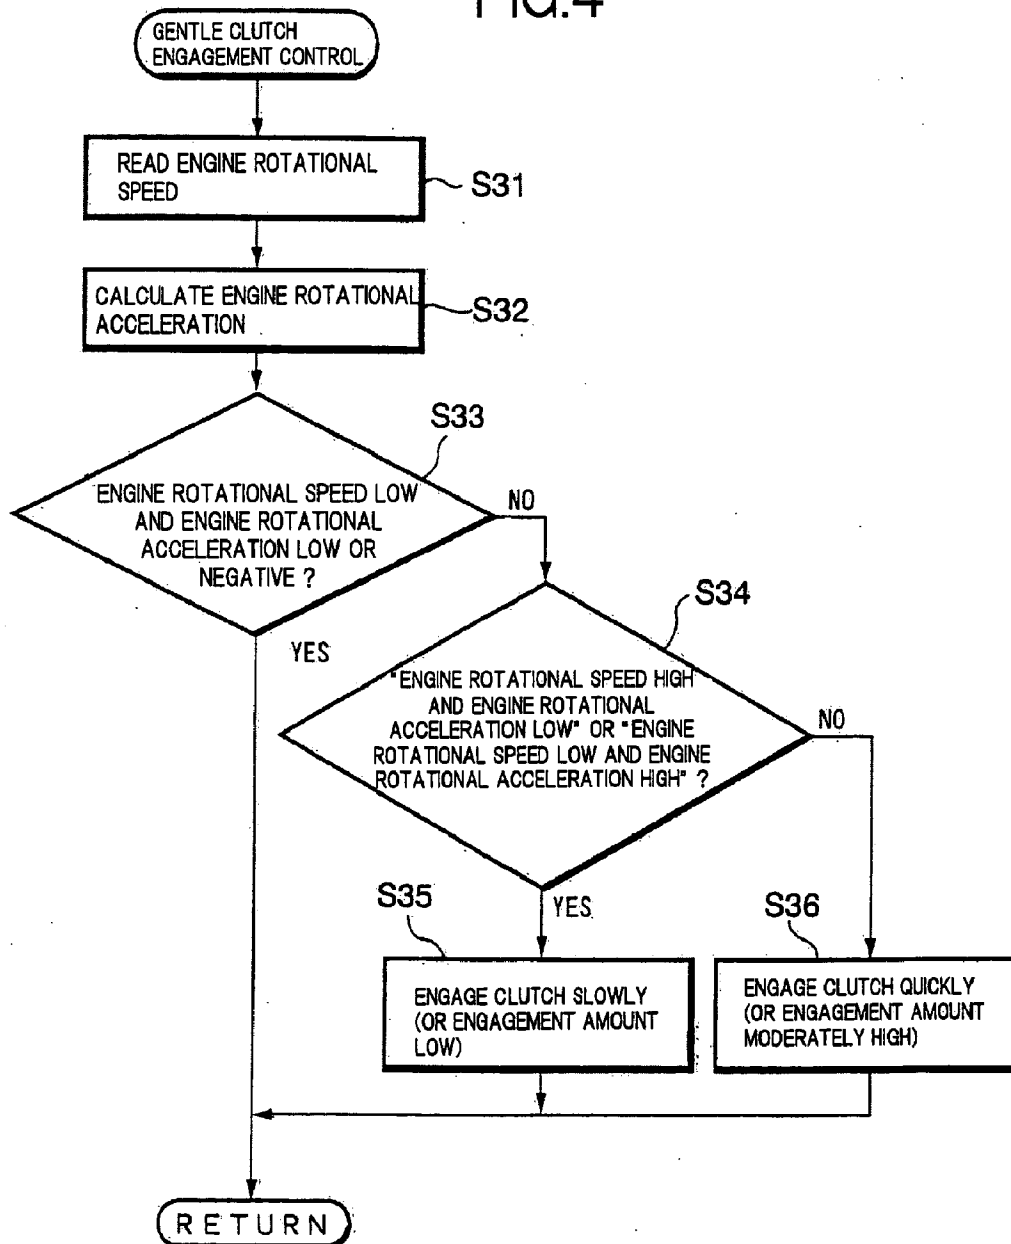 FIG.4
GENTLE CLUTCH
ENGAGEMENT CONTROL
READ ENGINE ROTATIONAL
SPEED
S31
CALCULATE ENGINE ROTATIONAL
ACCELERATION
S32
S33
ENGINE ROTATIONAL SPEED LOW
AND ENGINE ROTATIONAL
ACCELERATION LOW OR
NEGATIVE ?
NO
YES
S34
"ENGINE ROTATIONAL SPEED HIGH
AND ENGINE ROTATIONAL
ACCELERATION LOW" OR "ENGINE
ROTATIONAL SPEED LOW AND ENGINE
ROTATIONAL ACCELERATION HIGH" ?
NO
YES
S35
ENGAGE CLUTCH SLOWLY
(OR ENGAGEMENT AMOUNT
LOW)
S36
ENGAGE CLUTCH QUICKLY
(OR ENGAGEMENT AMOUNT
MODERATELY HIGH)
RETURN